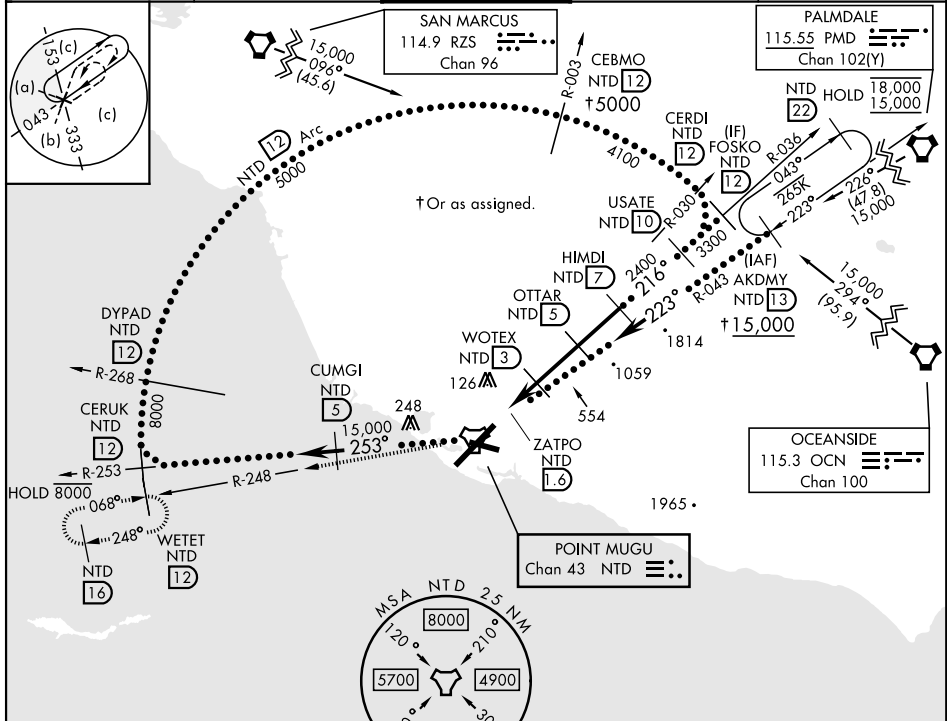 153
(c)
(a)
(c)
043
(b)
333
SAN MARCUS
114.9 RZS
Chan 96
15,000
096°
(45.6)
R-003
CEBMO
NTD 12
†5000
PALMDALE
115.55 PMD
Chan 102(Y)
NTD
22
HOLD
18,000
15,000
CERDI
NTD
12
(IF)
FOSKO
NTD
12
R-036
043°
265K
223°
226°
(47.8)
15,000
NTD 12 Arc
5000
4100
†Or as assigned.
USATE
NTD 10
R-030
3300
HIMDI
NTD 7
2400
216°
223°
R-043
(IAF)
AKDMY
NTD 13
†15,000
15,000
294°
(95.9)
OTTAR
NTD 5
WOTEX
NTD 3
1814
1059
554
126
DYPAD
NTD
12
R-268
8000
CERUK
NTD
12
CUMGI
NTD
5
248
15,000
253°
R-253
R-248
HOLD 8000
068°
248°
WETET
NTD
12
NTD
16
ZATPO
NTD
1.6
1965
OCEANSIDE
115.3 OCN
Chan 100
POINT MUGU
Chan 43 NTD
MSA NTD 25 NM
8000
120°
210°
5700
4900